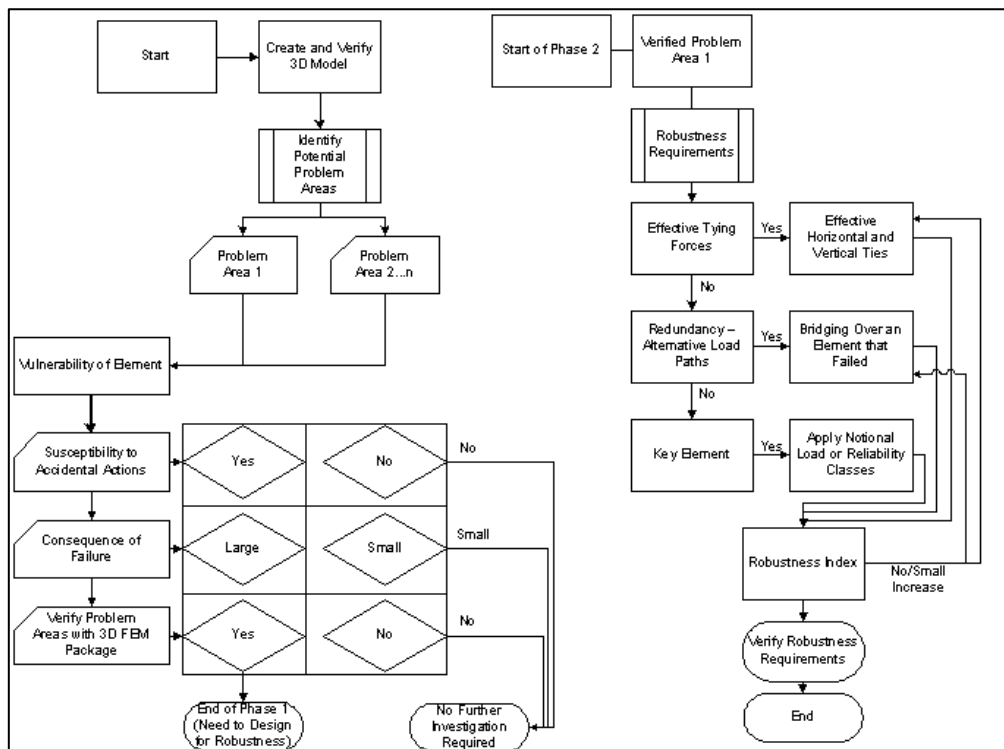 Start
Create and Verify
3D Model
Identify
Potential
Problem
Areas
Problem
Area 1
Problem
Area 2...n
Vulnerability of Element
Susceptibility to
Accidental Actions
Yes
No
No
Consequence of
Failure
Large
Small
Small
Verify Problem
Areas with 3D FEM
Package
Yes
No
No
End of Phase 1
(Need to Design
for Robustness)
No Further
Investigation
Required
Start of Phase 2
Verified Problem
Area 1
Robustness
Requirements
Effective Tying
Forces
Yes
Effective
Horizontal and
Vertical Ties
No
Redundancy –
Alternative Load
Paths
Yes
Bridging Over an
Element that
Failed
No
Key Element
Yes
Apply Notional
Load or Reliability
Classes
Robustness Index
No/Small
Increase
Verify Robustness
Requirements
End